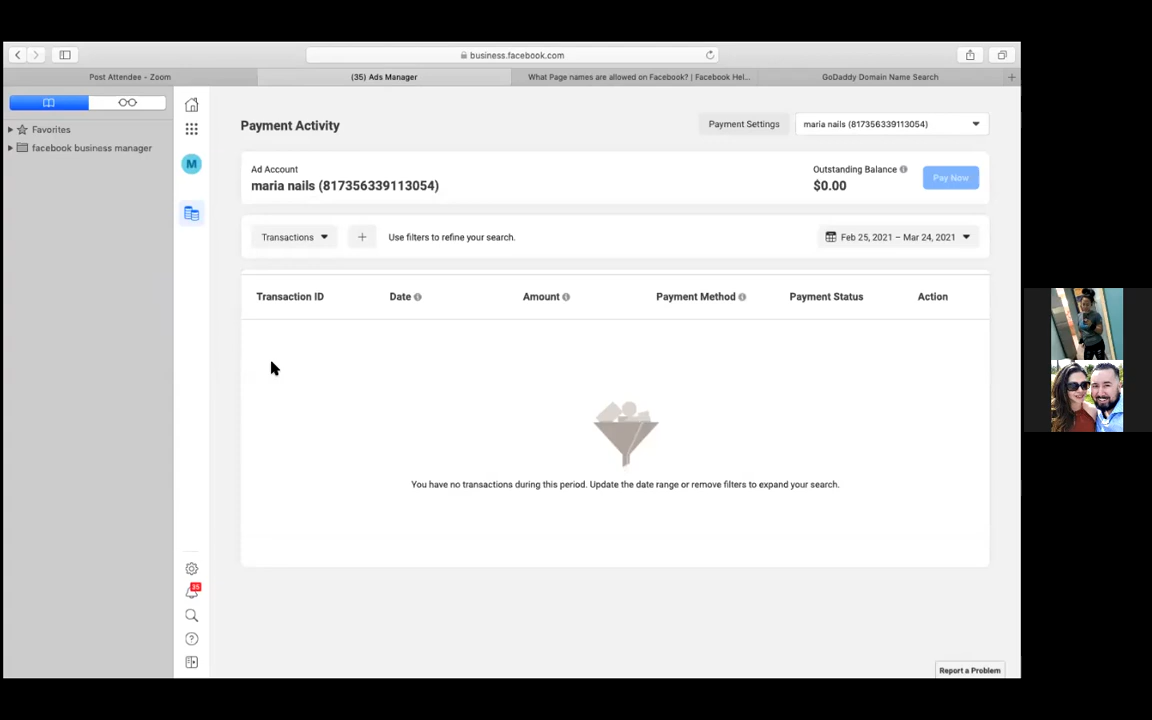 business.facebook.com
Post Attendee - Zoom
(35) Ads Manager
What Page names are allowed on Facebook? | Facebook Hel...
GoDaddy Domain Name Search
Favorites
facebook business manager
M
35
Payment Activity
Payment Settings
maria nails (817356339113054)
Ad Account
maria nails (817356339113054)
Outstanding Balance
$0.00
Pay Now
Transactions
Use filters to refine your search.
Feb 25, 2021 – Mar 24, 2021
Transaction ID
Date
Amount
Payment Method
Payment Status
Action
You have no transactions during this period. Update the date range or remove filters to expand your search.
Report a Problem